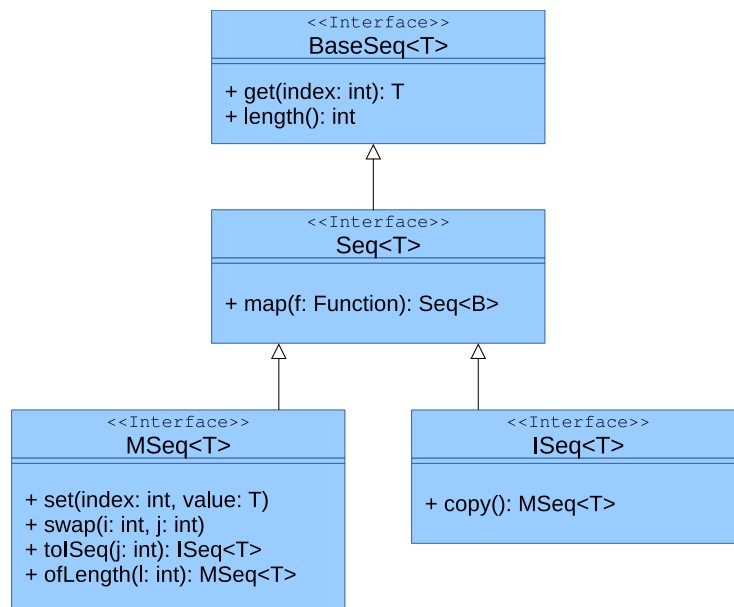 <<Interface>>
BaseSeq<T>
+ get(index: int): T
+ length(): int
<<Interface>>
Seq<T>
+ map(f: Function): Seq<B>
<<Interface>>
MSeq<T>
+ set(index: int, value: T)
+ swap(i: int, j: int)
+ toISeq(j: int): ISeq<T>
+ ofLength(l: int): MSeq<T>
<<Interface>>
ISeq<T>
+ copy(): MSeq<T>